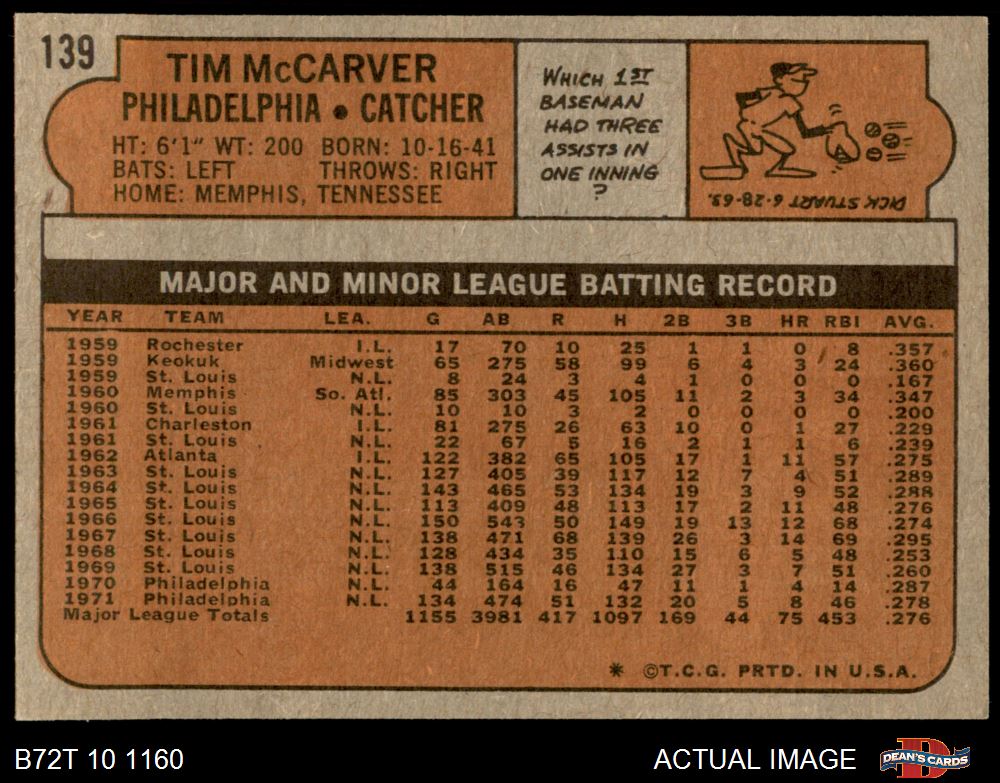 139
TIM McCARVER
PHILADELPHIA • CATCHER
HT: 6'1" WT: 200 BORN: 10-16-41
BATS: LEFT THROWS: RIGHT
HOME: MEMPHIS, TENNESSEE
WHICH 1ST
BASEMAN
HAD THREE
ASSISTS IN
ONE INNING
?
DICK STUART 6-28-63.
MAJOR AND MINOR LEAGUE BATTING RECORD
YEAR TEAM LEA. G AB R H 2B 3B HR RBI AVG.
1959 Rochester I.L. 17 70 10 25 1 1 0 8 .357
1959 Keokuk Midwest 65 275 58 99 6 4 3 24 .360
1959 St. Louis N.L. 8 24 3 4 1 0 0 0 .167
1960 Memphis So. Atl. 85 303 45 105 11 2 3 34 .347
1960 St. Louis N.L. 10 10 3 2 0 0 0 0 .200
1961 Charleston I.L. 81 275 26 63 10 0 1 27 .229
1961 St. Louis N.L. 22 67 5 16 2 1 1 6 .239
1962 Atlanta I.L. 122 382 65 105 17 1 11 57 .275
1963 St. Louis N.L. 127 405 39 117 12 7 4 51 .289
1964 St. Louis N.L. 143 465 53 134 19 3 9 52 .288
1965 St. Louis N.L. 113 409 48 113 17 2 11 48 .276
1966 St. Louis N.L. 150 543 50 149 19 13 12 68 .274
1967 St. Louis N.L. 138 471 68 139 26 3 14 69 .295
1968 St. Louis N.L. 128 434 35 110 15 6 5 48 .253
1969 St. Louis N.L. 138 515 46 134 27 3 7 51 .260
1970 Philadelphia N.L. 44 164 16 47 11 1 4 14 .287
1971 Philadelphia N.L. 134 474 51 132 20 5 8 46 .278
Major League Totals 1155 3981 417 1097 169 44 75 453 .276
* ©T.C.G. PRTD. IN U.S.A.
B72T 10 1160 ACTUAL IMAGE DEAN'S CARDS